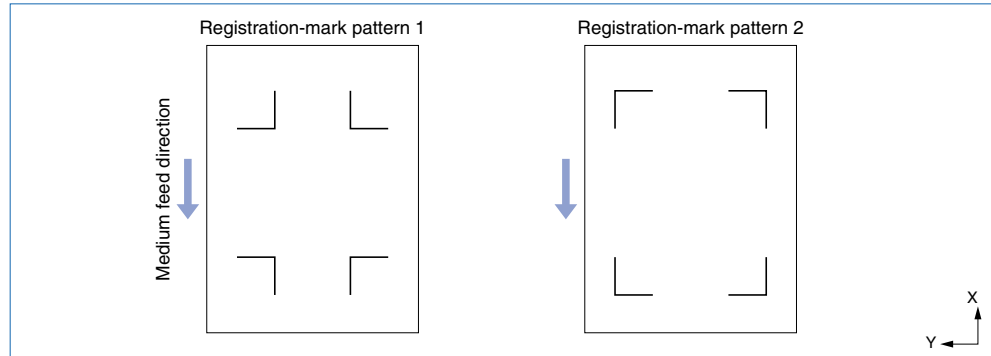 Registration-mark pattern 1
Registration-mark pattern 2
Medium feed direction
X
Y